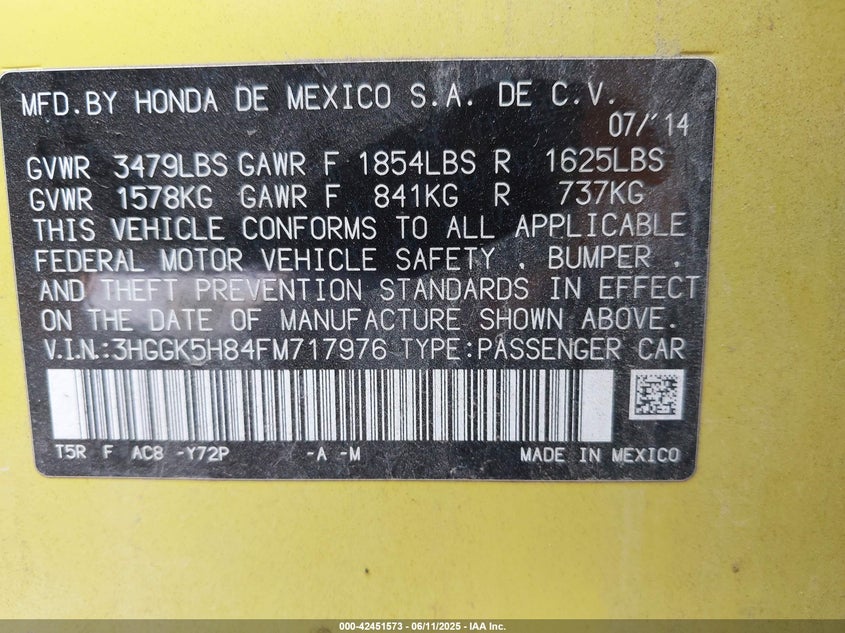 MFD.BY HONDA DE MEXICO S.A. DE C.V.
07/'14
GVWR 3479LBS GAWR F 1854LBS R 1625LBS
GVWR 1578KG GAWR F 841KG R 737KG
THIS VEHICLE CONFORMS TO ALL APPLICABLE
FEDERAL MOTOR VEHICLE SAFETY , BUMPER ,
AND THEFT PREVENTION STANDARDS IN EFFECT
ON THE DATE OF MANUFACTURE SHOWN ABOVE.
V.I.N.:3HGGK5H84FM717976 TYPE:PASSENGER CAR
T5R F AC8 -Y72P -A -M MADE IN MEXICO
000-42451573 — 06/11/2025 — IAA Inc.